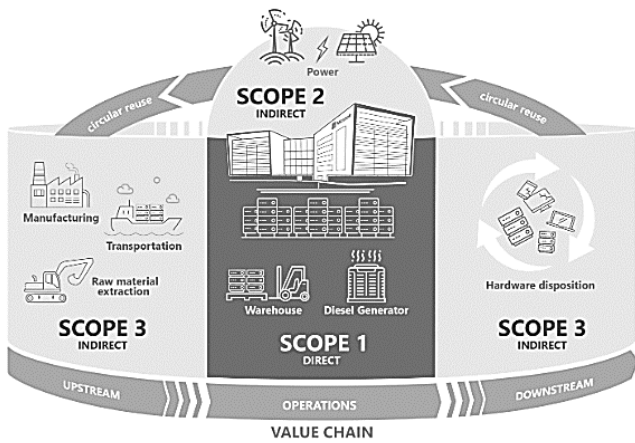 Power
SCOPE 2
INDIRECT
circular reuse
circular reuse
Manufacturing
Transportation
Raw material
extraction
SCOPE 3
INDIRECT
Warehouse
Diesel Generator
SCOPE 1
DIRECT
Hardware disposition
SCOPE 3
INDIRECT
UPSTREAM
OPERATIONS
DOWNSTREAM
VALUE CHAIN